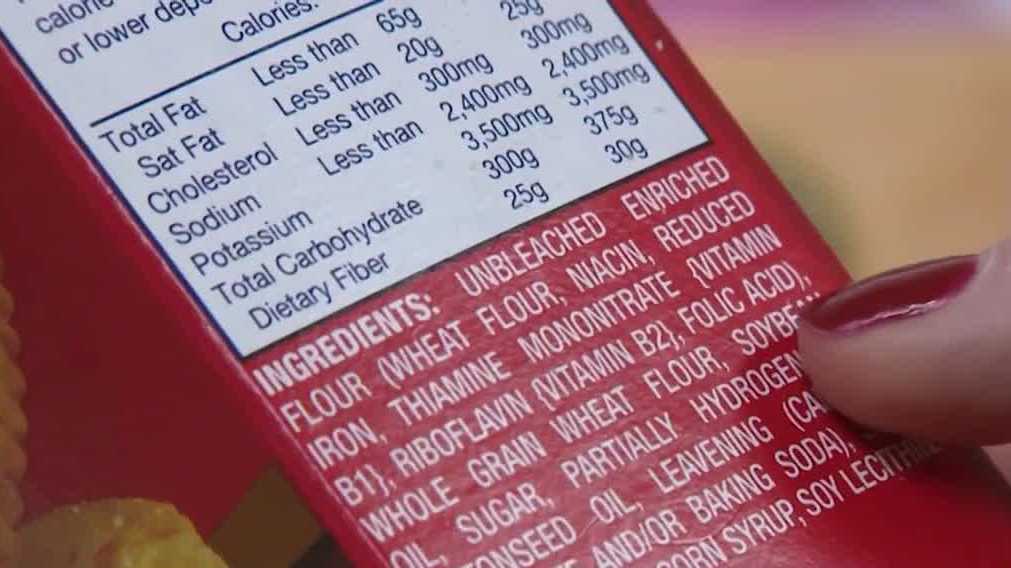 calorie
or lower
Calories:
Total Fat Less than 65g
Sat Fat Less than 20g 25g
Cholesterol Less than 300mg 300mg
Sodium Less than 2,400mg 2,400mg
Potassium 3,500mg 3,500mg
Total Carbohydrate 300g 375g
Dietary Fiber 25g 30g
INGREDIENTS: UNBLEACHED ENRICHED
FLOUR (WHEAT FLOUR, NIACIN, REDUCED
IRON, THIAMINE MONONITRATE {VITAMIN
B1}, RIBOFLAVIN {VITAMIN B2}, FOLIC ACID),
WHOLE GRAIN WHEAT FLOUR, SOYBEAN
OIL, SUGAR, PARTIALLY HYDROGEN
TONSEED OIL, LEAVENING (CA
AND/OR BAKING SODA),
CORN SYRUP, SOY LECITHIN